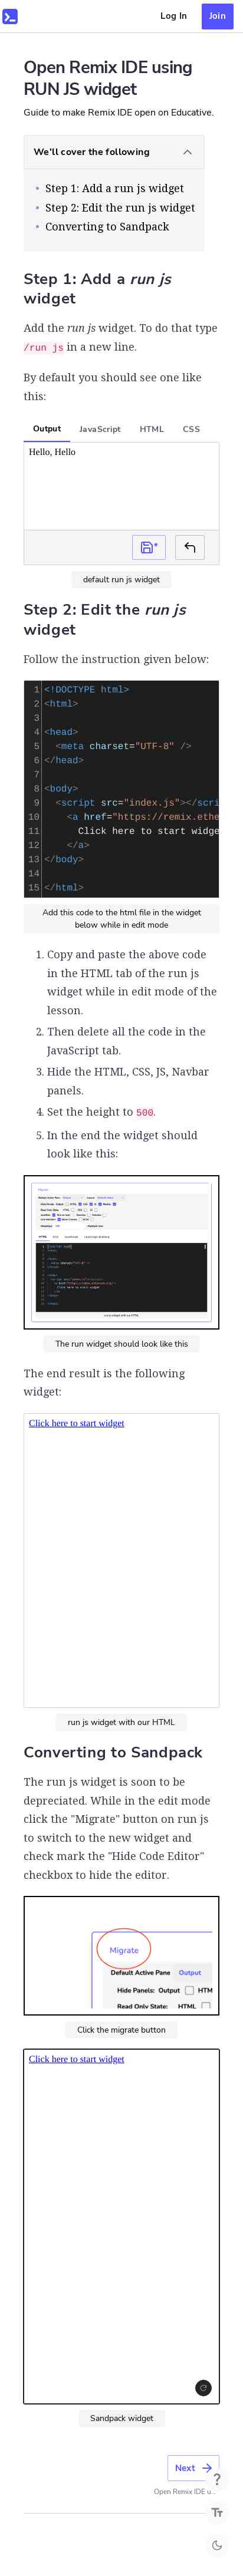 Log In
Join
Open Remix IDE using
RUN JS widget
Guide to make Remix IDE open on Educative.
We'll cover the following
Step 1: Add a run js widget
Step 2: Edit the run js widget
Converting to Sandpack
Step 1: Add a run js
widget
Add the run js widget. To do that type
/run js in a new line.
By default you should see one like
this:
Output JavaScript HTML CSS
Hello, Hello
default run js widget
Step 2: Edit the run js
widget
Follow the instruction given below:
1 <!DOCTYPE html>
2 <html>
3
4 <head>
5 <meta charset="UTF-8" />
6 </head>
7
8 <body>
9 <script src="index.js"></scri
10 <a href="https://remix.ethe
11 Click here to start widge
12 </a>
13 </body>
14
15 </html>
Add this code to the html file in the widget
below while in edit mode
1. Copy and paste the above code
in the HTML tab of the run js
widget while in edit mode of the
lesson.
2. Then delete all the code in the
JavaScript tab.
3. Hide the HTML, CSS, JS, Navbar
panels.
4. Set the height to 500.
5. In the end the widget should
look like this:
The run widget should look like this
The end result is the following
widget:
Click here to start widget
run js widget with our HTML
Converting to Sandpack
The run js widget is soon to be
depreciated. While in the edit mode
click the "Migrate" button on run js
to switch to the new widget and
check mark the "Hide Code Editor"
checkbox to hide the editor.
Migrate
Default Active Pane Output
Hide Panels: Output HTM
Read Only State: HTML
Click the migrate button
Click here to start widget
Sandpack widget
Next
Open Remix IDE u...